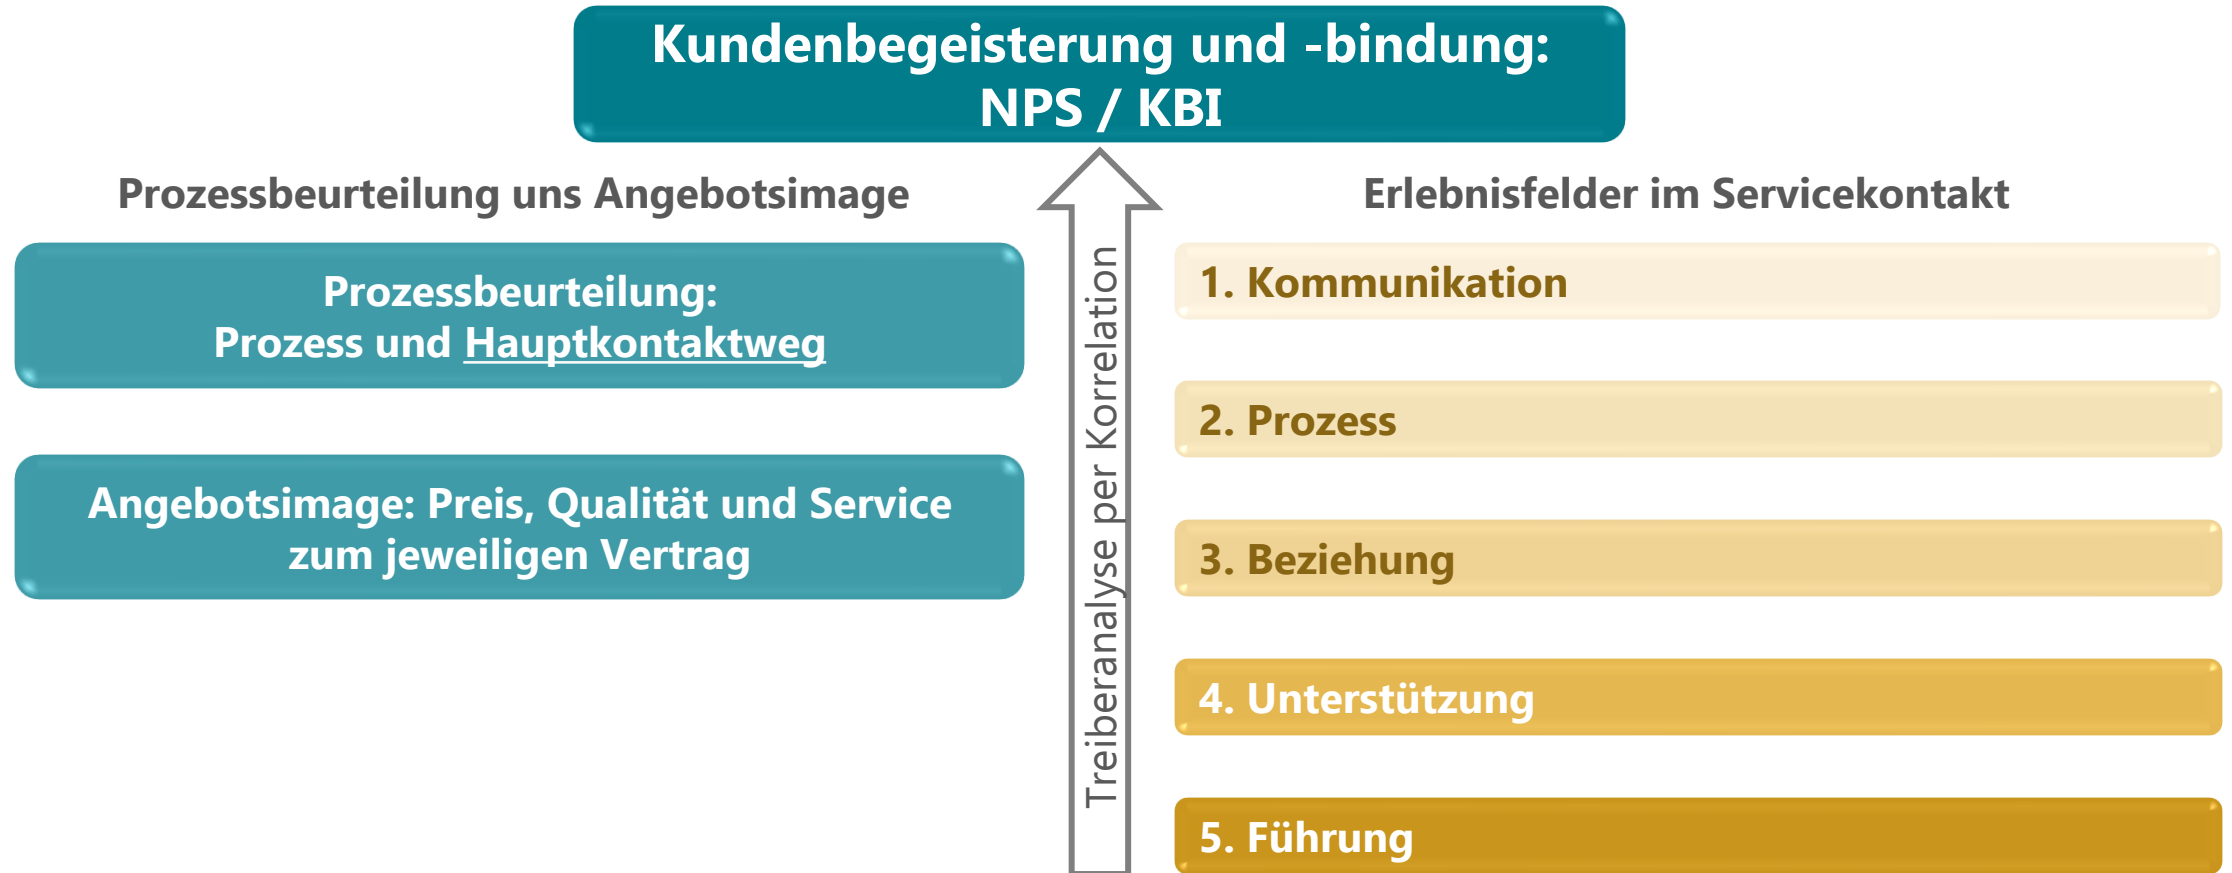 Kundenbegeisterung und -bindung:
NPS / KBI
Prozessbeurteilung uns Angebotsimage
Prozessbeurteilung:
Prozess und Hauptkontaktweg
Angebotsimage: Preis, Qualität und Service
zum jeweiligen Vertrag
Treiberanalyse per Korrelation
Erlebnisfelder im Servicekontakt
1. Kommunikation
2. Prozess
3. Beziehung
4. Unterstützung
5. Führung